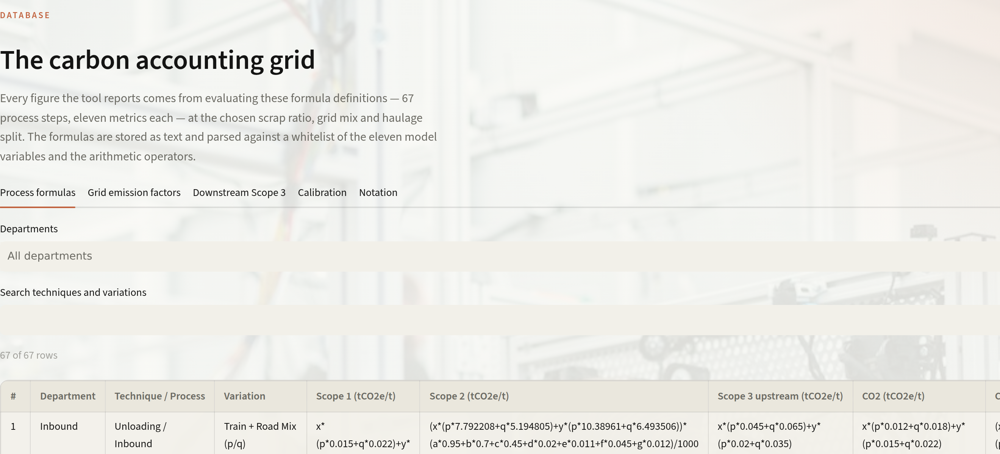 DATABASE
The carbon accounting grid
Every figure the tool reports comes from evaluating these formula definitions — 67
process steps, eleven metrics each — at the chosen scrap ratio, grid mix and haulage
split. The formulas are stored as text and parsed against a whitelist of the eleven model
variables and the arithmetic operators.
Process formulas Grid emission factors Downstream Scope 3 Calibration Notation
Departments
All departments
Search techniques and variations
67 of 67 rows
# Department Technique / Process Variation Scope 1 (tCO2e/t) Scope 2 (tCO2e/t) Scope 3 upstream (tCO2e/t) CO2 (tCO2e/t)
1 Inbound Unloading / Train + Road Mix x* (x*(p*7.792208+q*5.194805)+y*(p*10.38961+q*6.493506))* x*(p*0.045+q*0.065)+y* x*(p*0.012+q*0.018)+y*
Inbound (p/q) (p*0.015+q*0.022)+y* (a*0.95+b*0.7+c*0.45+d*0.02+e*0.011+f*0.045+g*0.012)/1000 (p*0.02+q*0.035) (p*0.015+q*0.022)